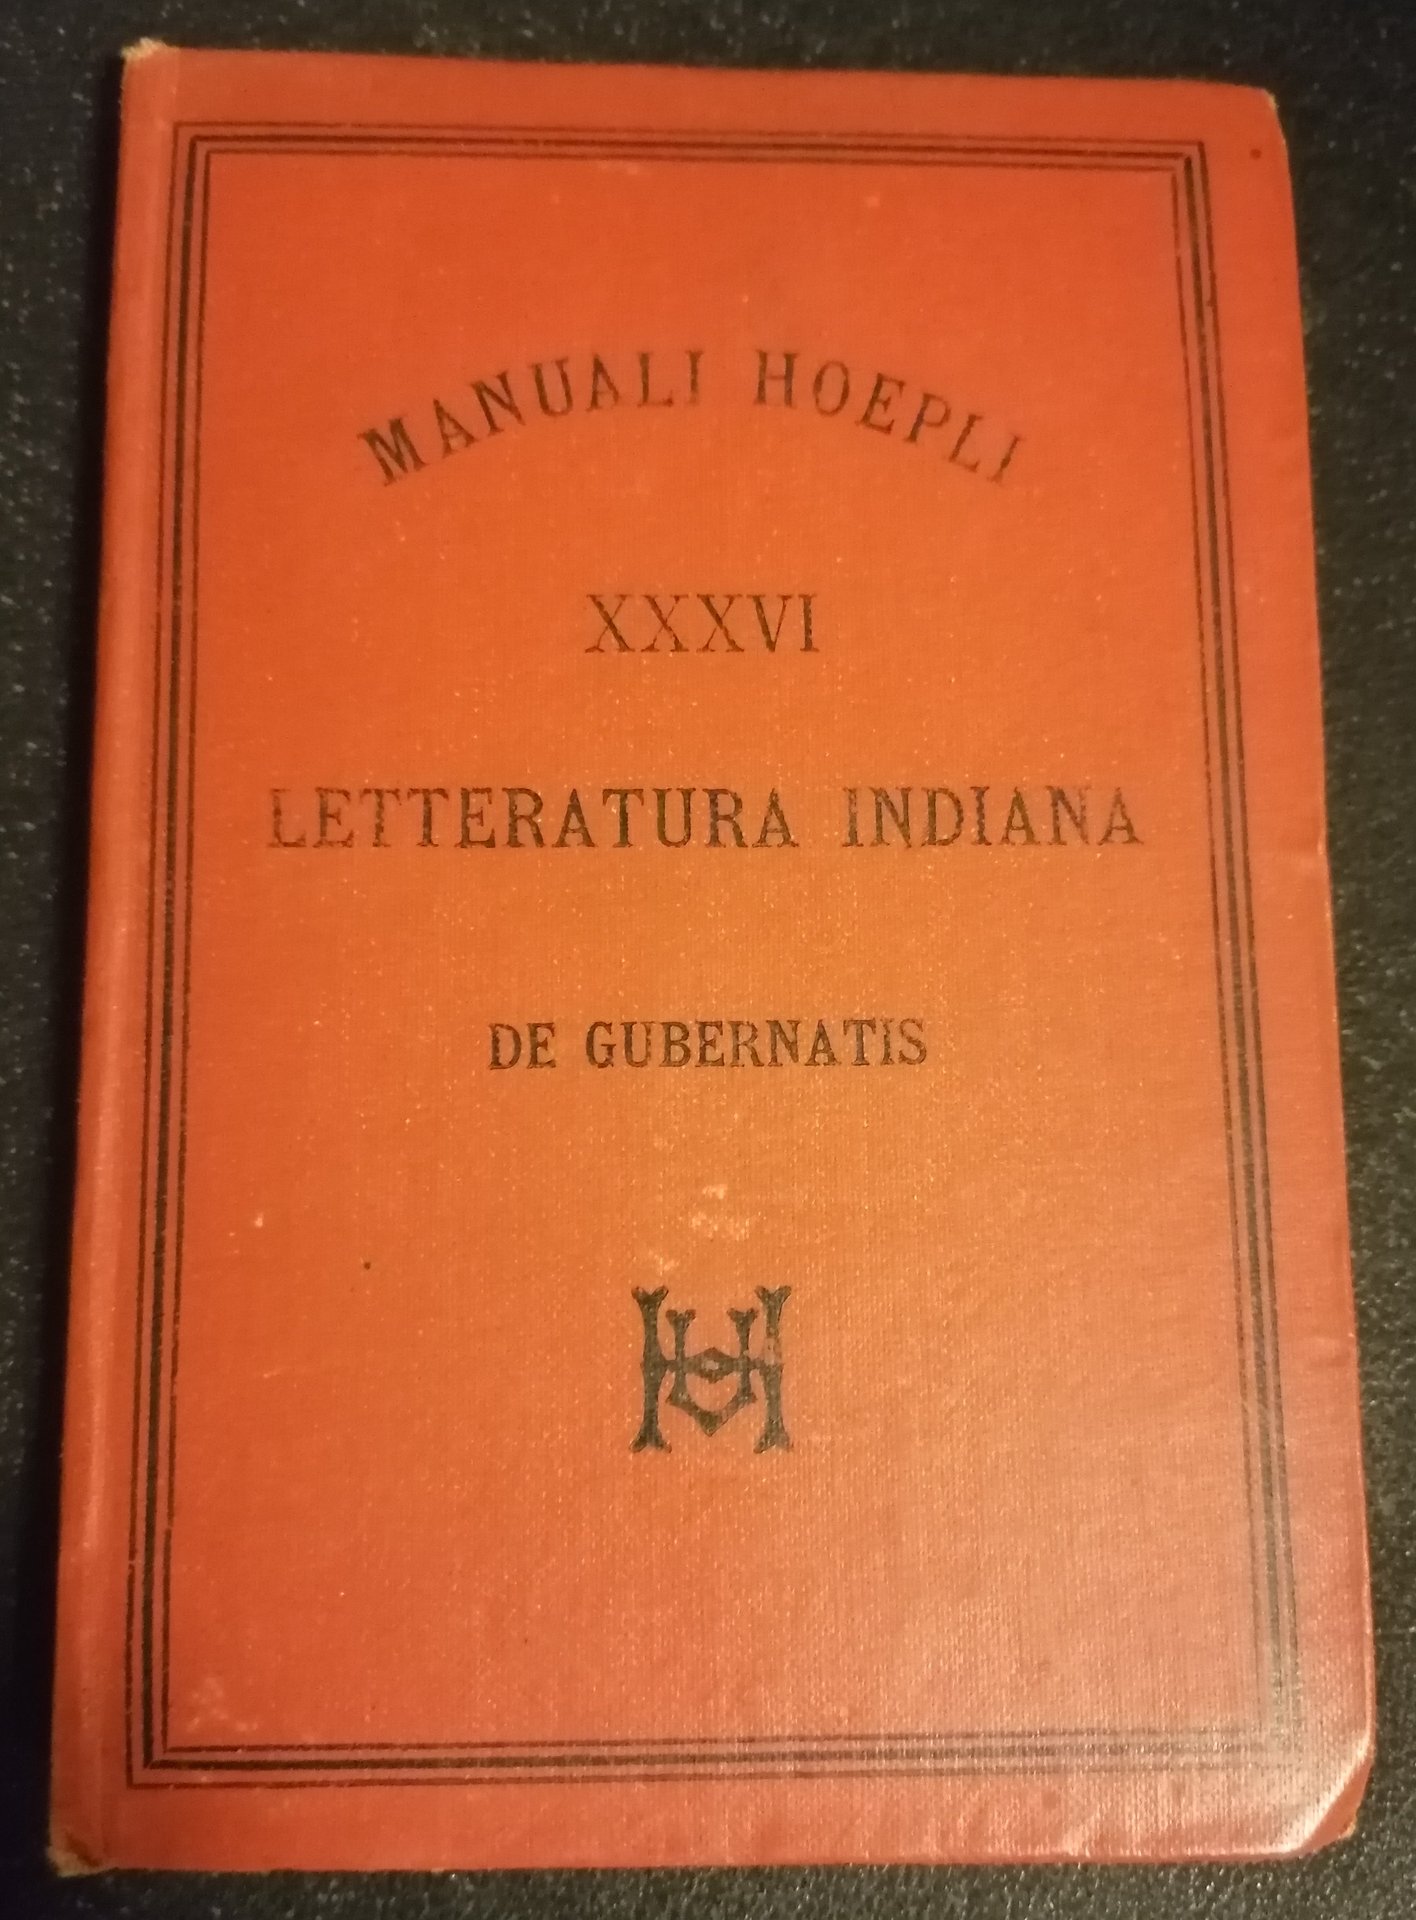 MANUALI HOEPLI
XXXVI
LETTERATURA INDIANA
DE GUBERNATIS